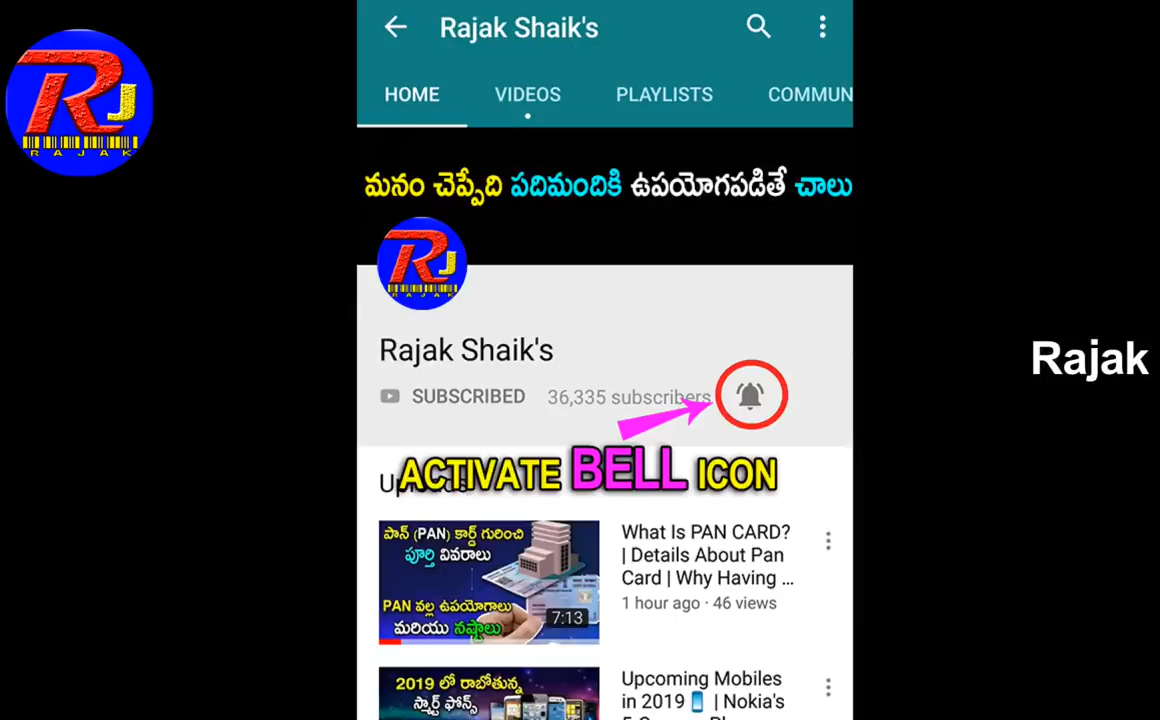 Rajak Shaik's
HOME VIDEOS PLAYLISTS COMMUN
RJ
RAJAK
మనం చెప్పేది పదిమందికి ఉపయోగపడితే చాలు
RJ
RAJAK
Rajak Shaik's
Rajak
SUBSCRIBED 36,335 subscribers
ACTIVATE BELL ICON
పాన్ (PAN) కార్డ్ గురించి
పూర్తి వివరాలు
PAN వల్ల ఉపయోగాలు
మరియు నష్టాలు
7:13
What Is PAN CARD?
| Details About Pan
Card | Why Having ...
1 hour ago · 46 views
2019 లో రాబోతున్న
స్మార్ట్ ఫోన్స్
Upcoming Mobiles
in 2019 | Nokia's